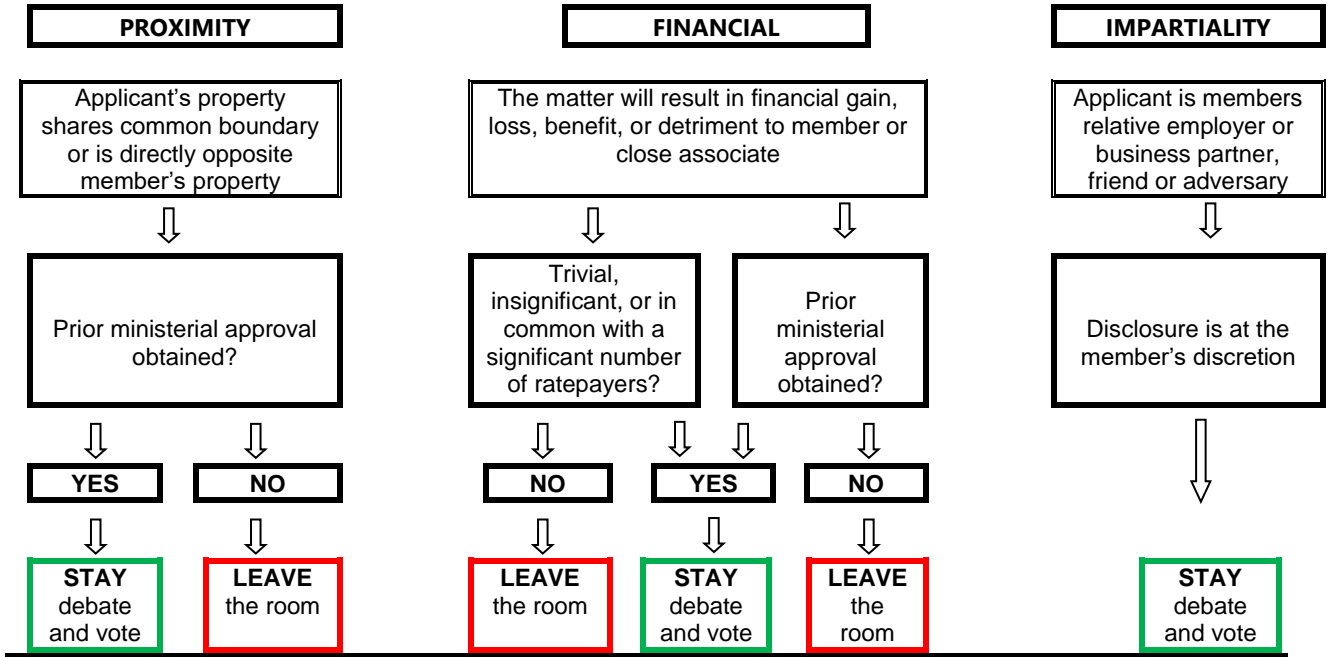 PROXIMITY
Applicant's property
shares common boundary
or is directly opposite
member's property
Prior ministerial approval
obtained?
YES
NO
STAY
debate
and vote
LEAVE
the room
FINANCIAL
The matter will result in financial gain,
loss, benefit, or detriment to member or
close associate
Trivial,
insignificant, or in
common with a
significant number
of ratepayers?
Prior
ministerial
approval
obtained?
NO
YES
NO
LEAVE
the room
STAY
debate
and vote
LEAVE
the
room
IMPARTIALITY
Applicant is members
relative employer or
business partner,
friend or adversary
Disclosure is at the
member's discretion
STAY
debate
and vote